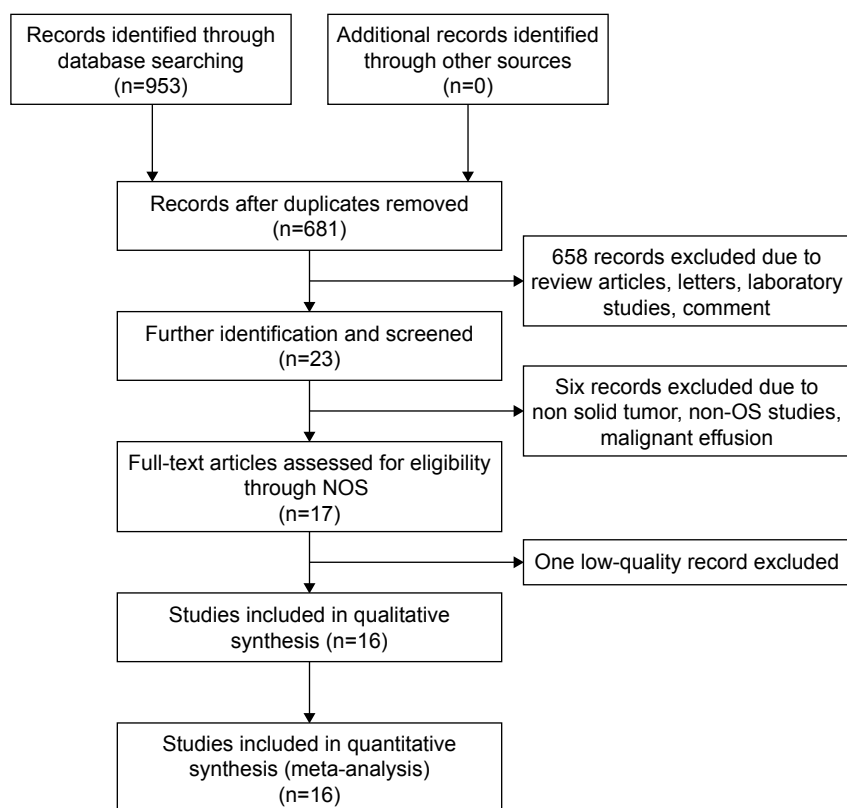 Records identified through
database searching
(n=953)
Additional records identified
through other sources
(n=0)
Records after duplicates removed
(n=681)
658 records excluded due to
review articles, letters, laboratory
studies, comment
Further identification and screened
(n=23)
Six records excluded due to
non solid tumor, non-OS studies,
malignant effusion
Full-text articles assessed for eligibility
through NOS
(n=17)
One low-quality record excluded
Studies included in qualitative
synthesis (n=16)
Studies included in quantitative
synthesis (meta-analysis)
(n=16)